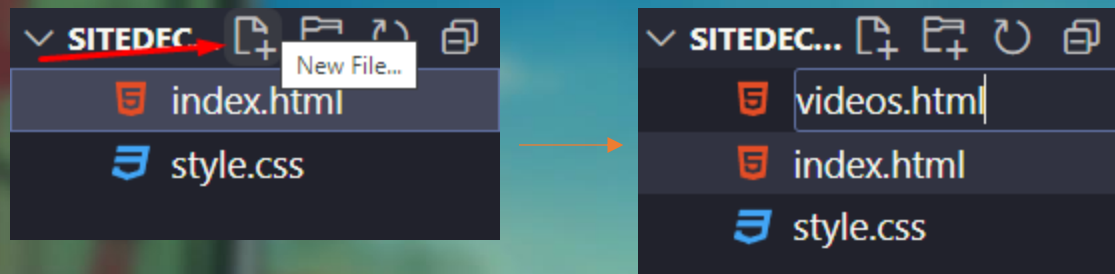 SITEDEC...
New File...
index.html
style.css
SITEDEC...
videos.html
index.html
style.css